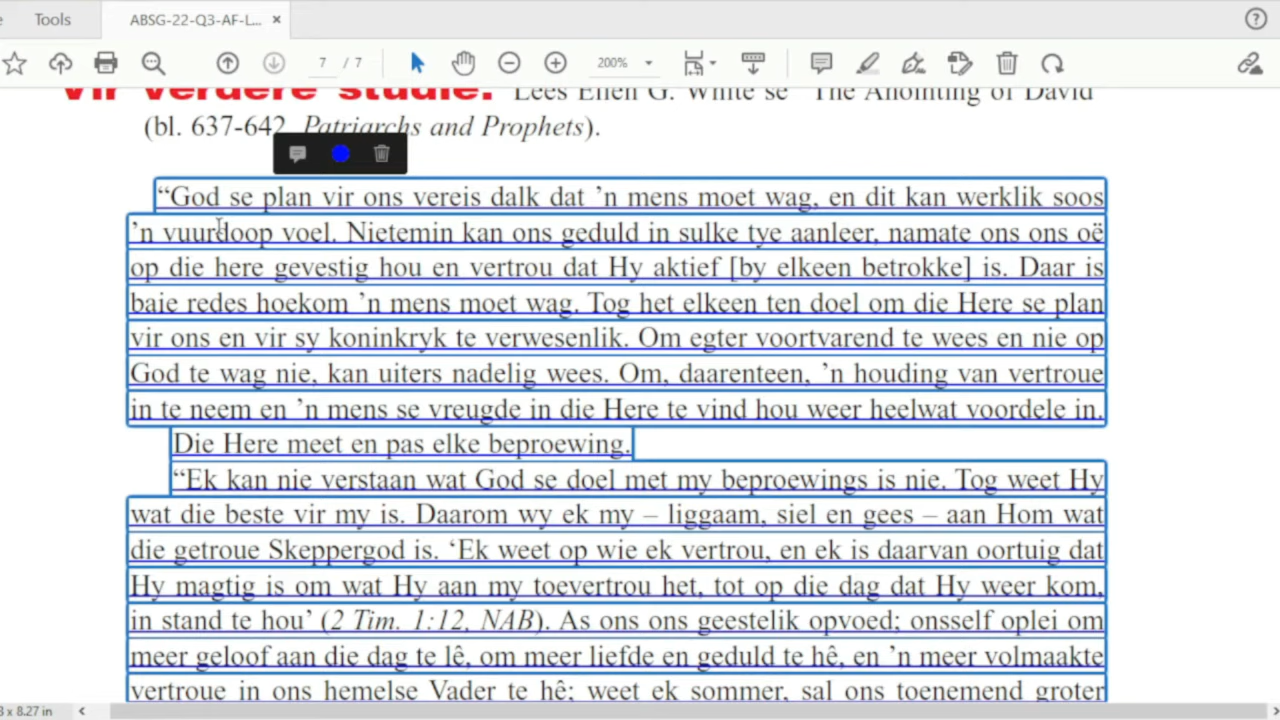 Tools
ABSG-22-Q3-AF-L...
7 / 7
200%
Vir verdere studie: Lees Ellen G. White se “The Anointing of David”
(bl. 637-642, Patriarchs and Prophets).
“God se plan vir ons vereis dalk dat ’n mens moet wag, en dit kan werklik soos
’n vuurdoop voel. Nietemin kan ons geduld in sulke tye aanleer, namate ons ons oë
op die here gevestig hou en vertrou dat Hy aktief [by elkeen betrokke] is. Daar is
baie redes hoekom ’n mens moet wag. Tog het elkeen ten doel om die Here se plan
vir ons en vir sy koninkryk te verwesenlik. Om egter voortvarend te wees en nie op
God te wag nie, kan uiters nadelig wees. Om, daarenteen, ’n houding van vertroue
in te neem en ’n mens se vreugde in die Here te vind hou weer heelwat voordele in.
Die Here meet en pas elke beproewing.
“Ek kan nie verstaan wat God se doel met my beproewings is nie. Tog weet Hy
wat die beste vir my is. Daarom wy ek my – liggaam, siel en gees – aan Hom wat
die getroue Skeppergod is. ‘Ek weet op wie ek vertrou, en ek is daarvan oortuig dat
Hy magtig is om wat Hy aan my toevertrou het, tot op die dag dat Hy weer kom,
in stand te hou’ (2 Tim. 1:12, NAB). As ons ons geestelik opvoed; onsself oplei om
meer geloof aan die dag te lê, om meer liefde en geduld te hê, en ’n meer volmaakte
vertroue in ons hemelse Vader te hê; weet ek sommer, sal ons toenemend groter
x 8.27 in